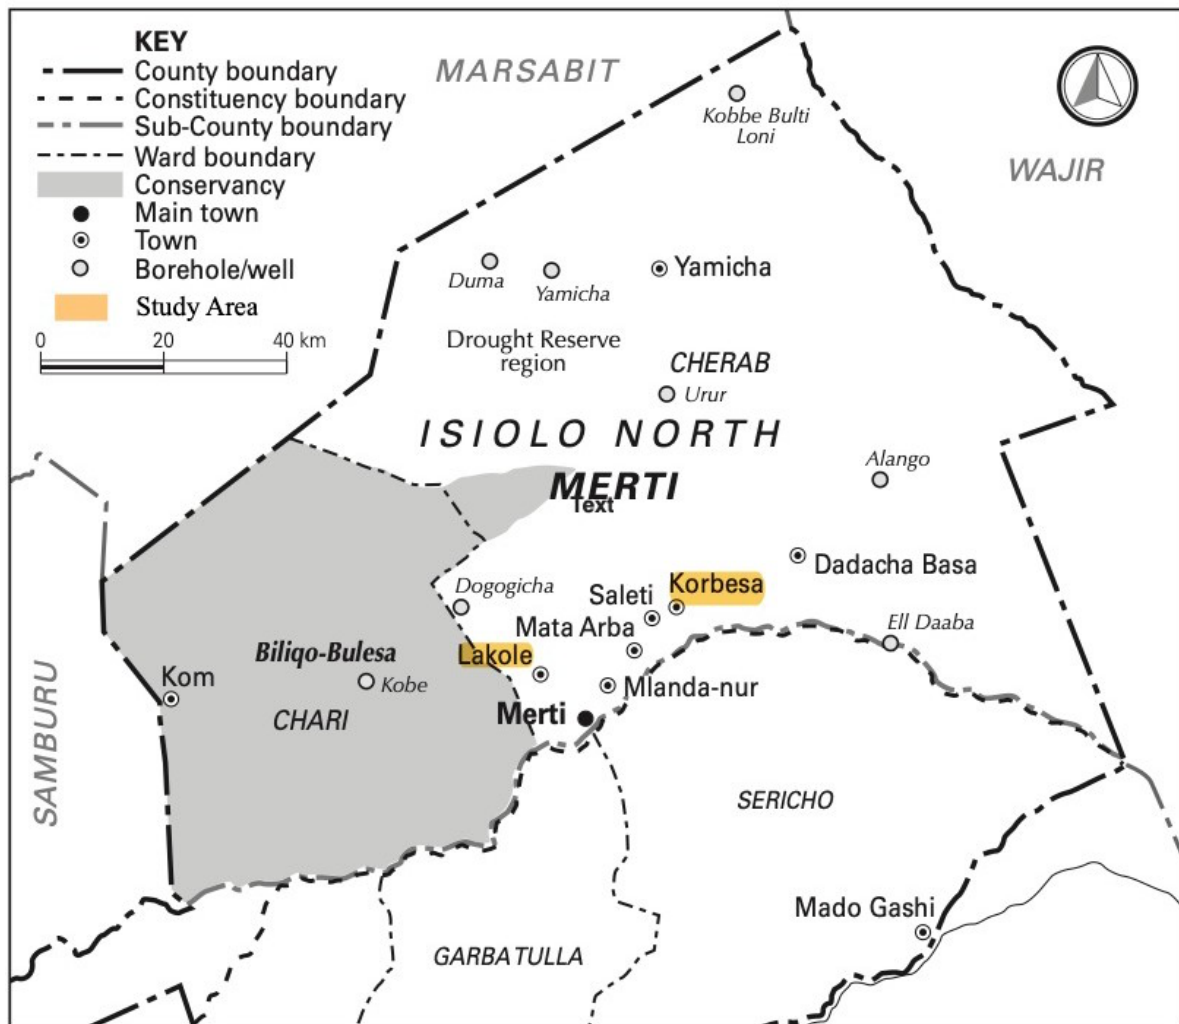 KEY
County boundary
Constituency boundary
Sub-County boundary
Ward boundary
Conservancy
Main town
Town
Borehole/well
Study Area
0 20 40 km
MARSABIT
WAJIR
Kobbe Bulti
Loni
Duma
Yamicha
Yamicha
Drought Reserve
region
CHERAB
Urur
ISIOLO NORTH
MERTI
Text
Alango
Dadacha Basa
Korbesa
Saleti
Dogogicha
Mata Arba
Ell Daaba
Lakole
Biliqo-Bulesa
Kom
Kobe
Mlanda-nur
Merti
CHARI
SAMBURU
SERICHO
Mado Gashi
GARBATULLA